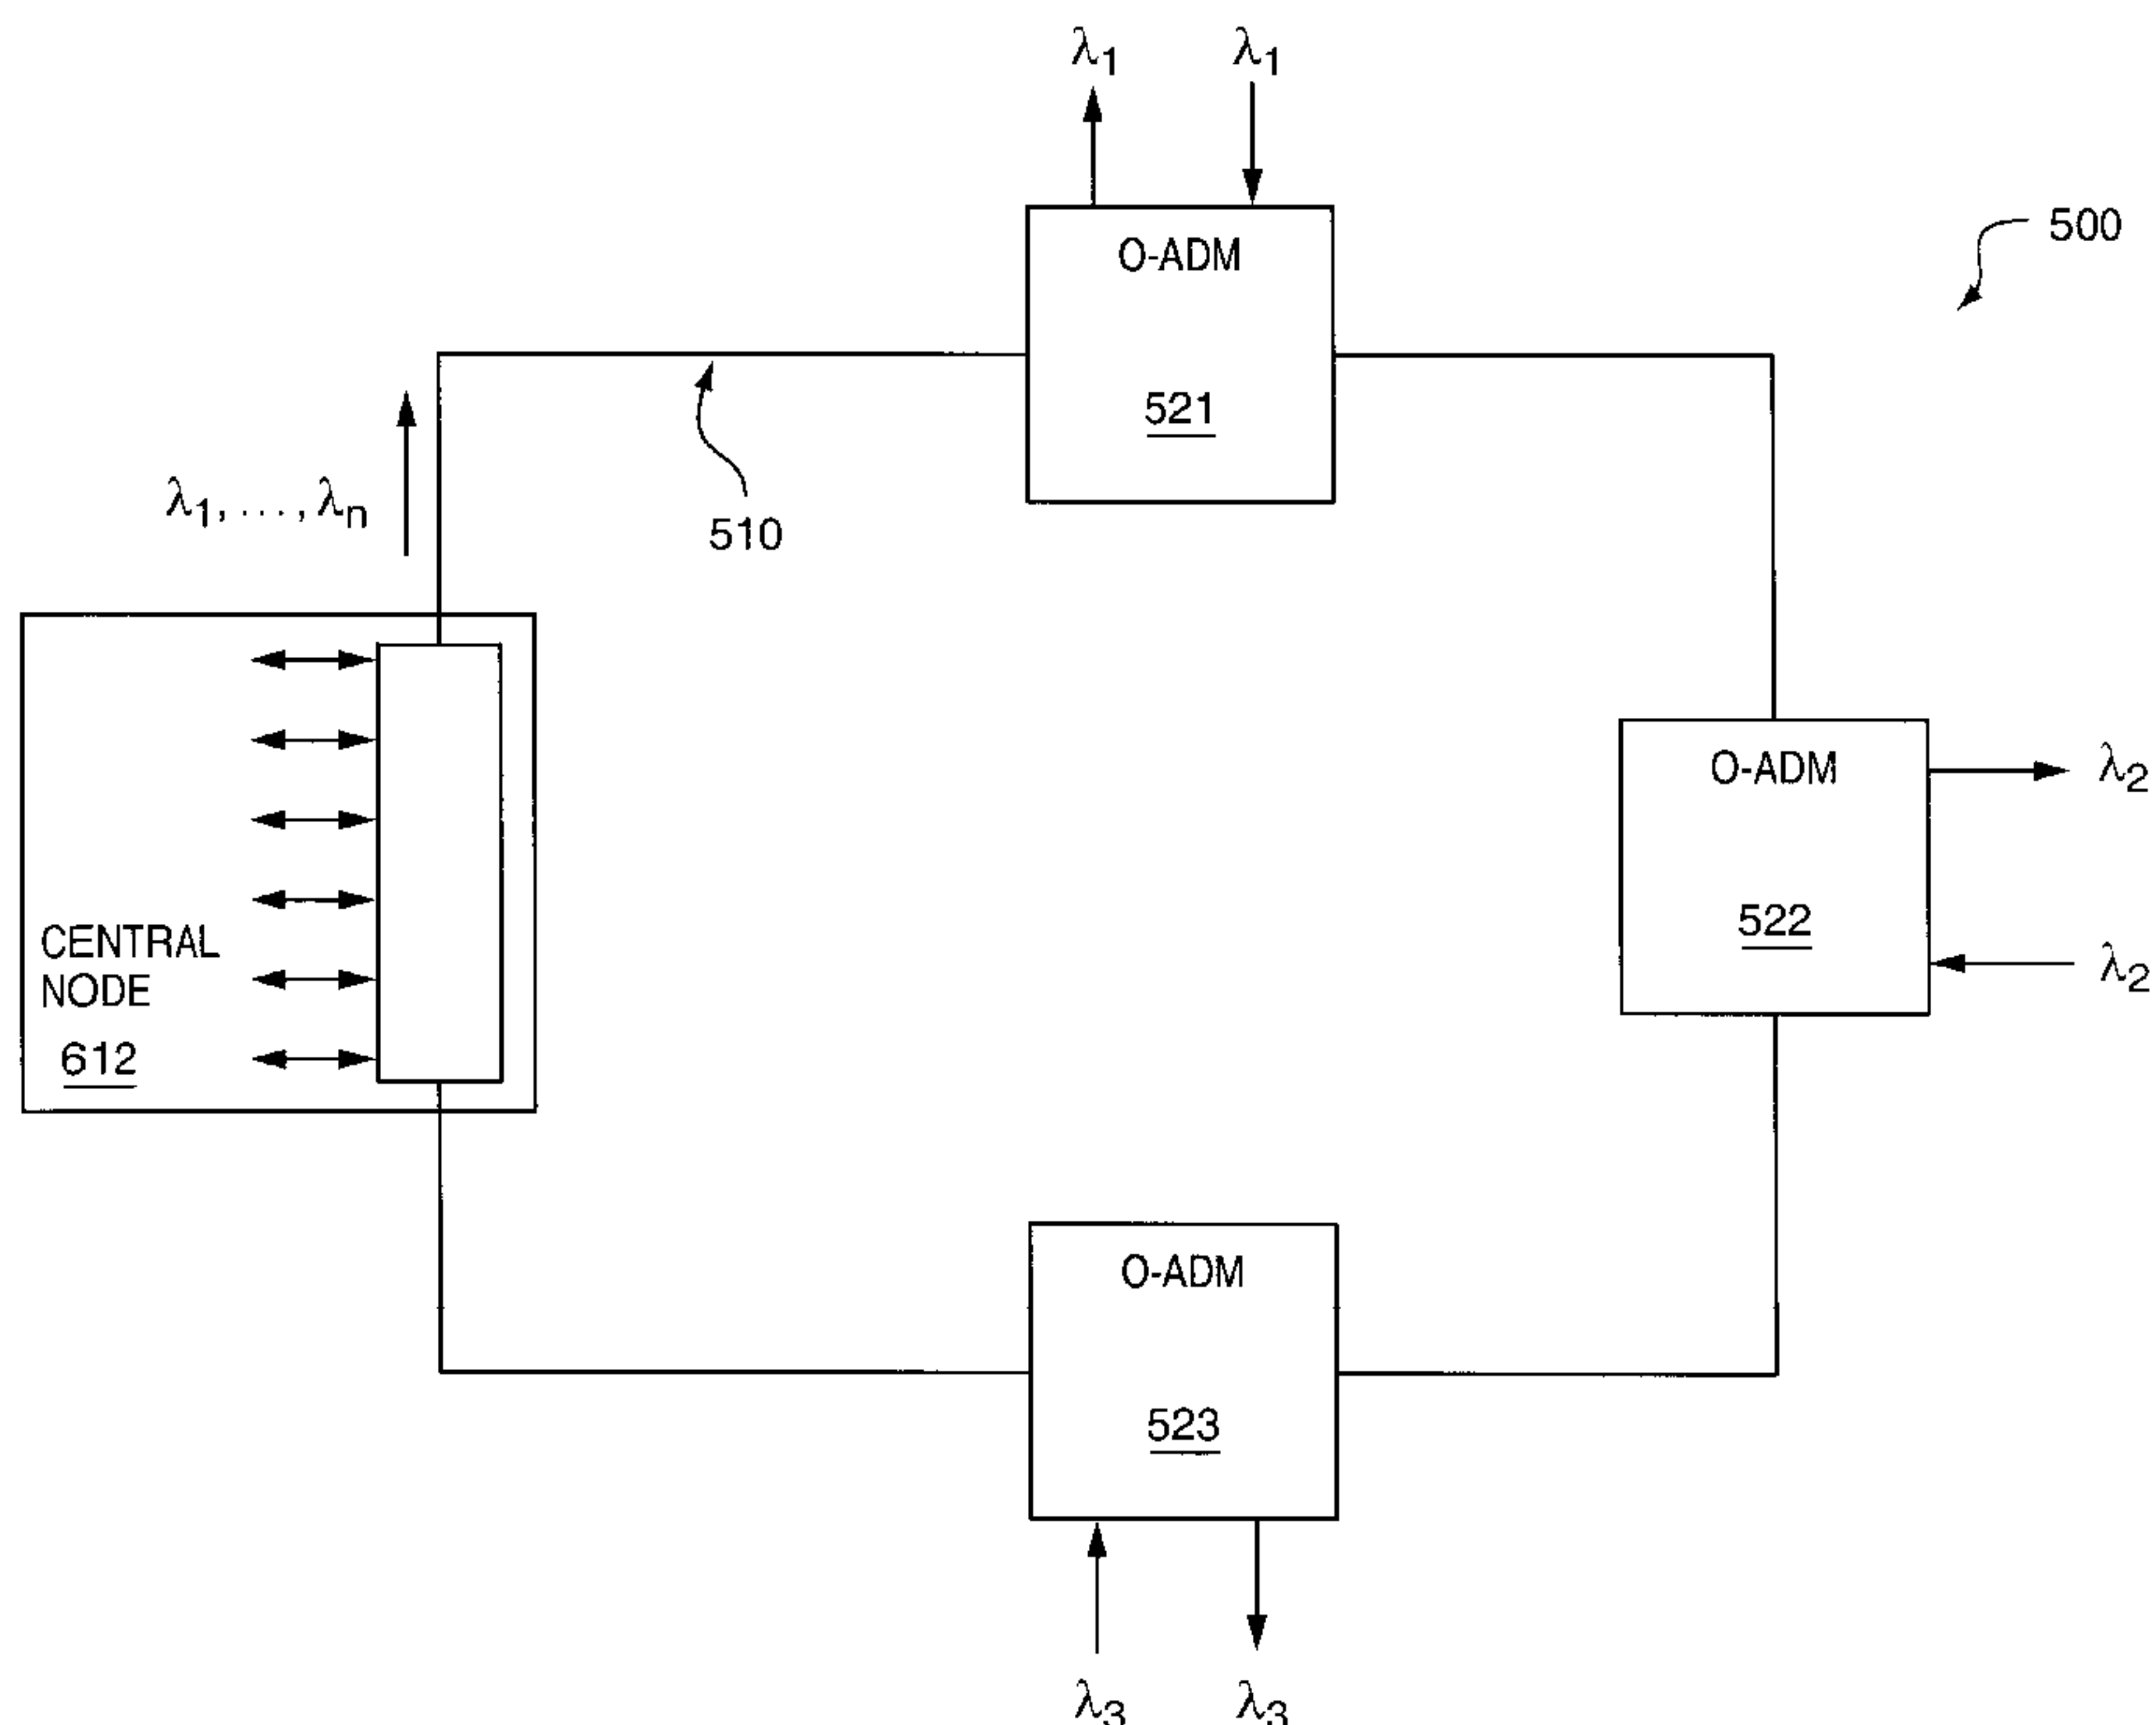 λ1 λ1
500
O-ADM
521
λ1, ..., λn
510
O-ADM
522
λ2
λ2
CENTRAL
NODE
612
O-ADM
523
λ3 λ3